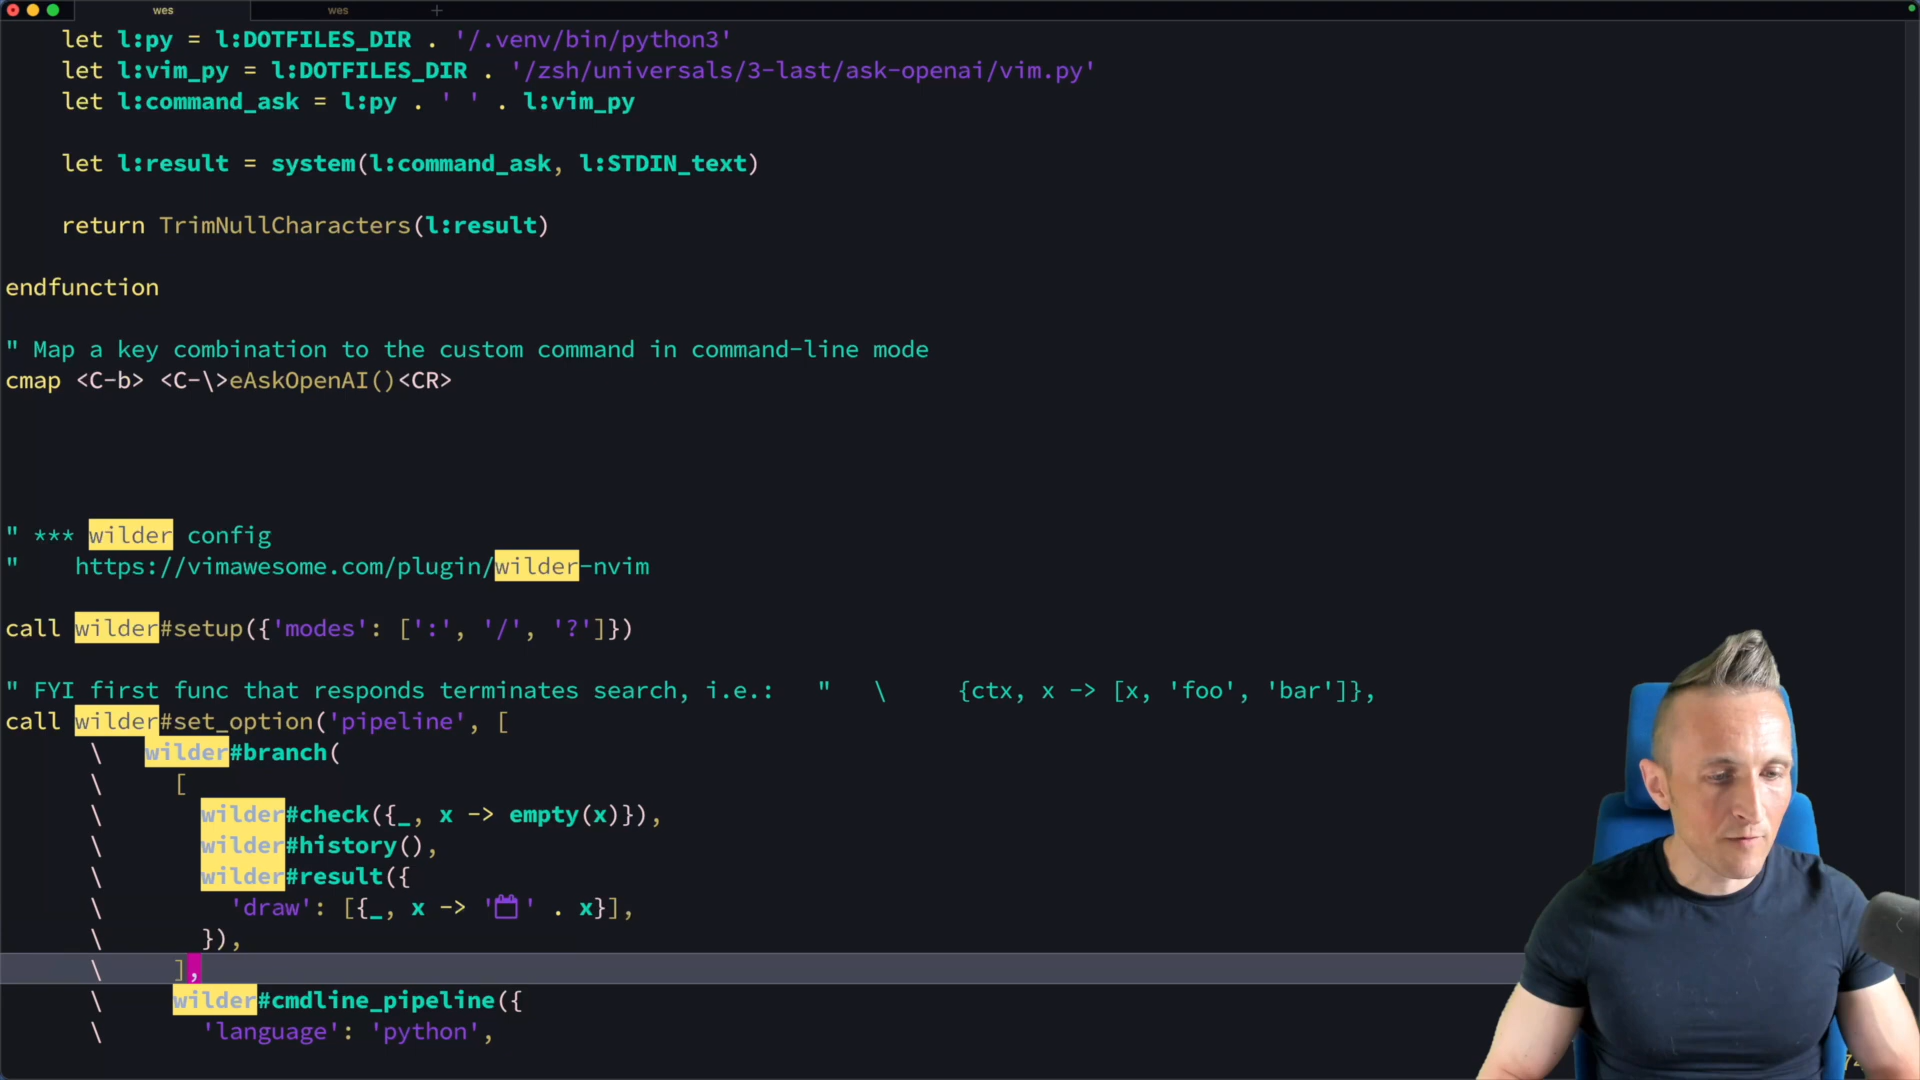 wes wes +
let l:py = l:DOTFILES_DIR . '/.venv/bin/python3'
let l:vim_py = l:DOTFILES_DIR . '/zsh/universals/3-last/ask-openai/vim.py'
let l:command_ask = l:py . ' ' . l:vim_py
let l:result = system(l:command_ask, l:STDIN_text)
return TrimNullCharacters(l:result)
endfunction
" Map a key combination to the custom command in command-line mode
cmap <C-b> <C-\>eAskOpenAI()<CR>
" *** wilder config
" https://vimawesome.com/plugin/wilder-nvim
call wilder#setup({'modes': [':', '/', '?']})
" FYI first func that responds terminates search, i.e.: " \ {ctx, x -> [x, 'foo', 'bar']},
call wilder#set_option('pipeline', [
\ wilder#branch(
\ [
\ wilder#check({_, x -> empty(x)}),
\ wilder#history(),
\ wilder#result({
\ 'draw': [{_, x -> ' ' . x}],
\ }),
\ ],
\ wilder#cmdline_pipeline({
\ 'language': 'python',